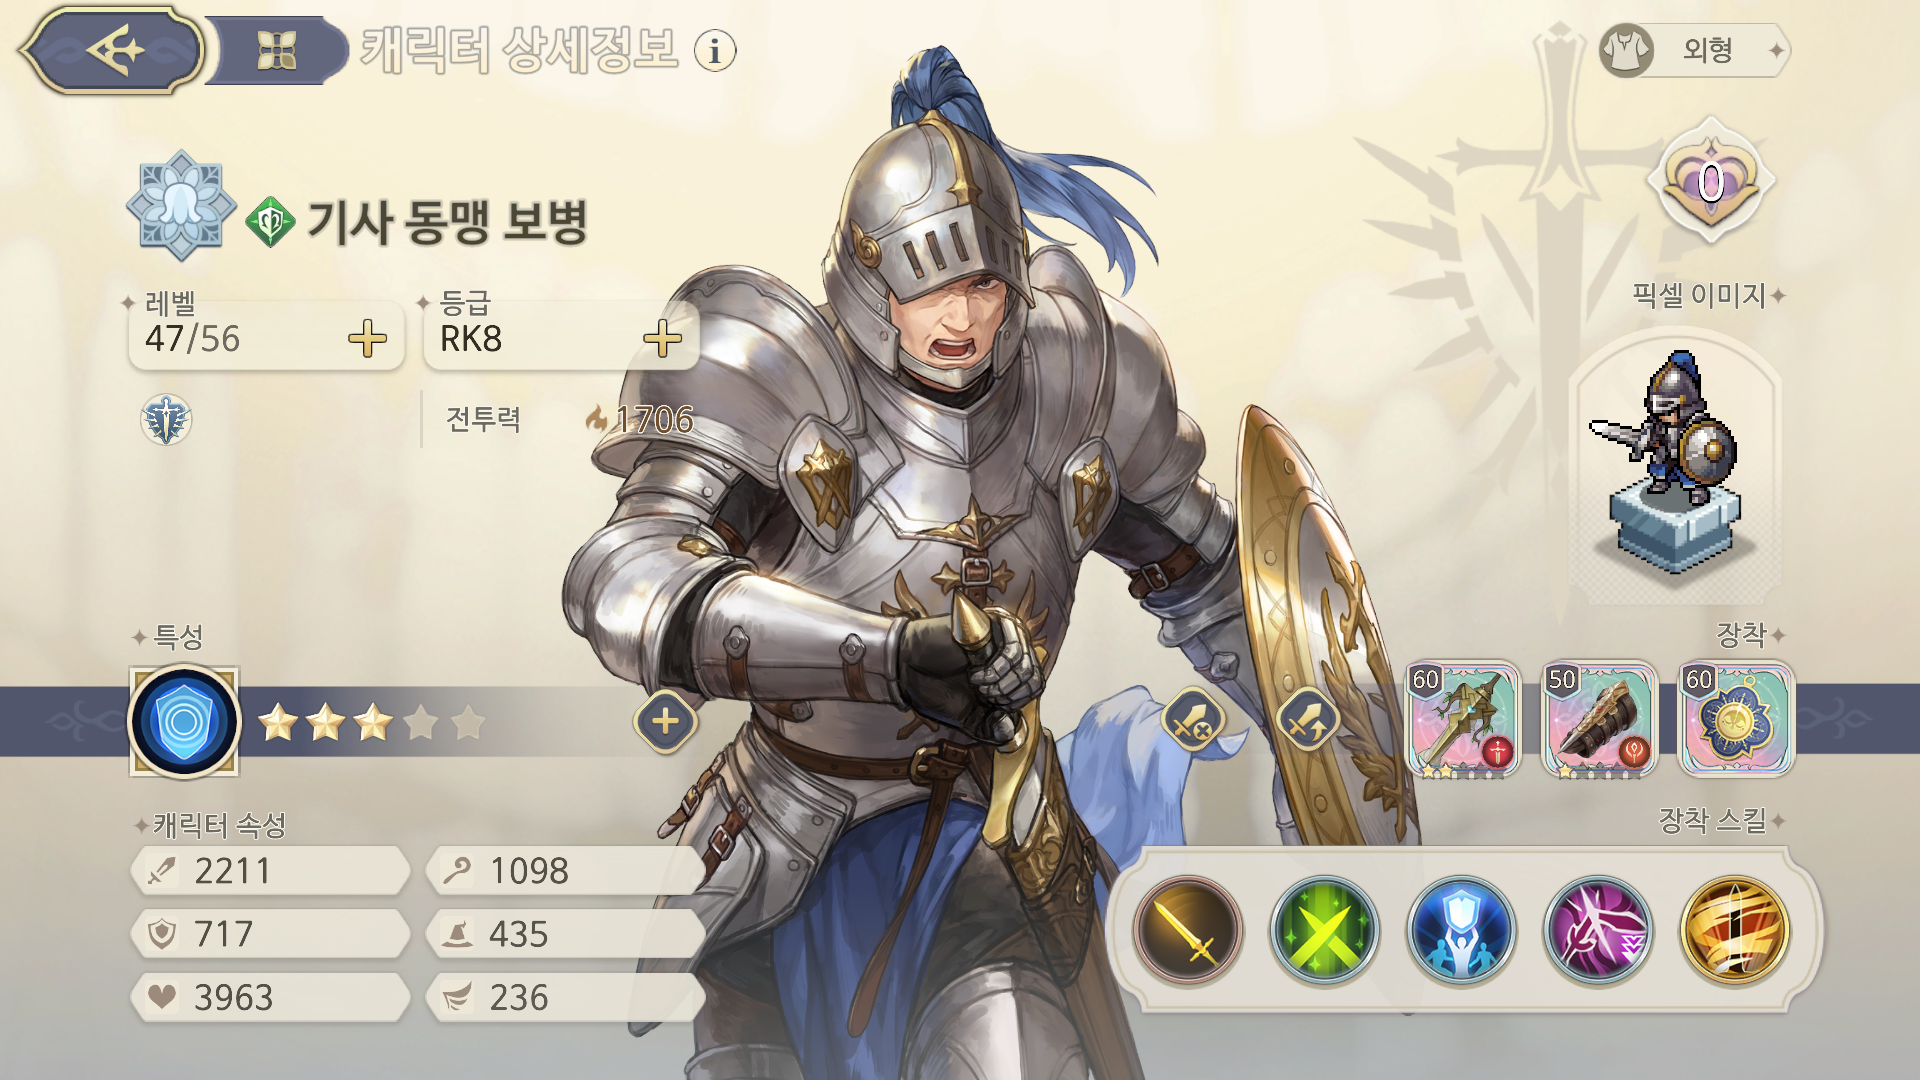 캐릭터 상세정보 i
외형
0
기사 동맹 보병
픽셀 이미지
레벨
47/56
등급
RK8
전투력 1706
특성
장착
60 50 60
캐릭터 속성
장착 스킬
2211 1098
717 435
3963 236